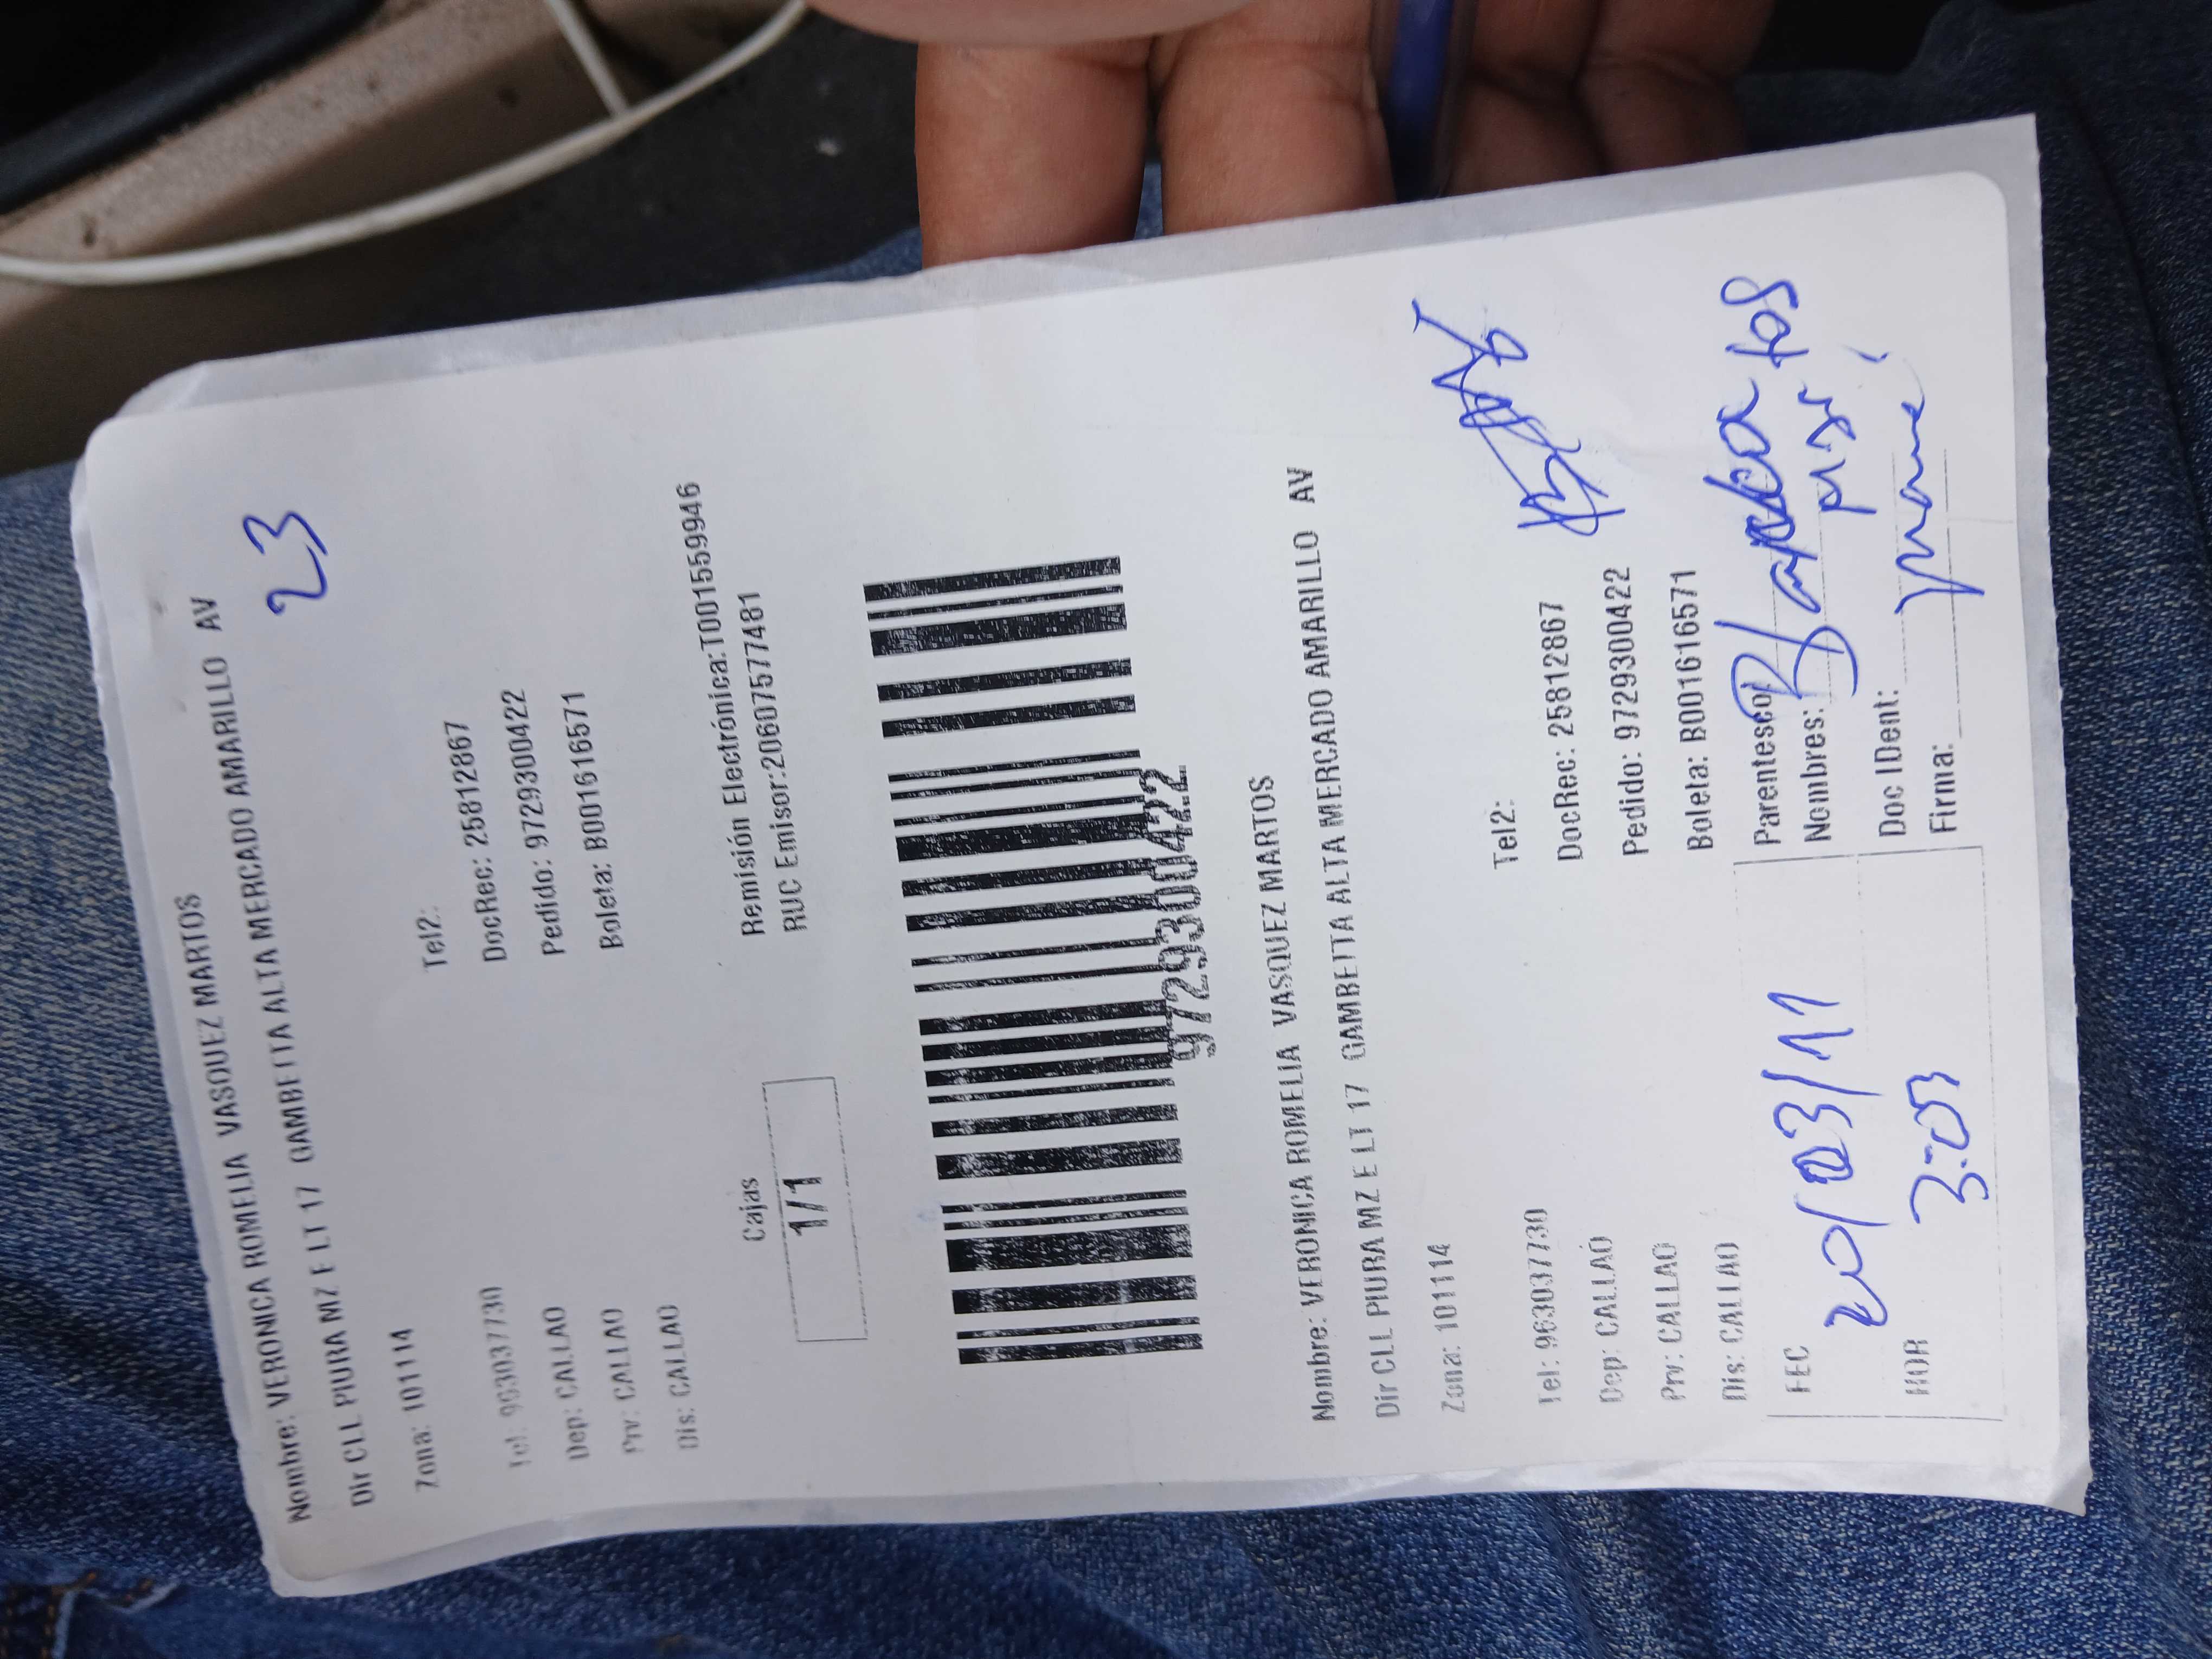 Nombre: VERONICA ROMELIA VASQUEZ MARTOS
Dir CLL PIURA MZ E LT 17 GAMBETTA ALTA MERCADO AMARILLO AV
23
Zona: 101114
Tel: 963037730 Tel2:
Dep: CALLAO DocRec: 25812867
Prv: CALLAO Pedido: 9729300422
Dis: CALLAO Boleta: B001616571
Cajas
1/1
Remisión Electrónica:T001559946
RUC Emisor:20607577481
9729300422
Nombre: VERONICA ROMELIA VASQUEZ MARTOS
Dir CLL PIURA MZ E LT 17 GAMBETTA ALTA MERCADO AMARILLO AV
Zona: 101114
Tel: 963037730 Tel2:
Dep: CALLAO DocRec: 25812867
Prv: CALLAO Pedido: 9729300422
Dis: CALLAO Boleta: B001616571
FEC 20/03/11
HOR 3:03
Parentesco
Nombres:
Doc IDent:
Firma: